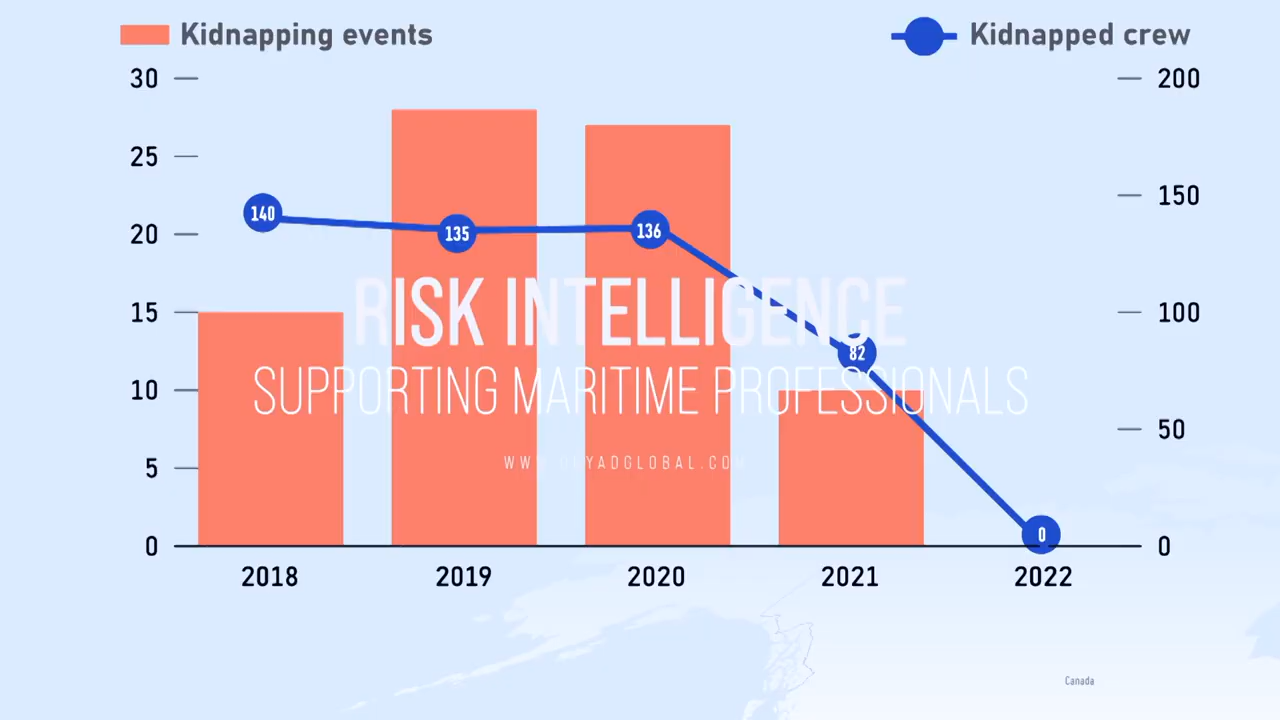 Kidnapping events
Kidnapped crew
30
200
25
150
20
140
135
136
RISK INTELLIGENCE
15
100
82
SUPPORTING MARITIME PROFESSIONALS
10
50
5
0
0
0
2018 2019 2020 2021 2022
Canada